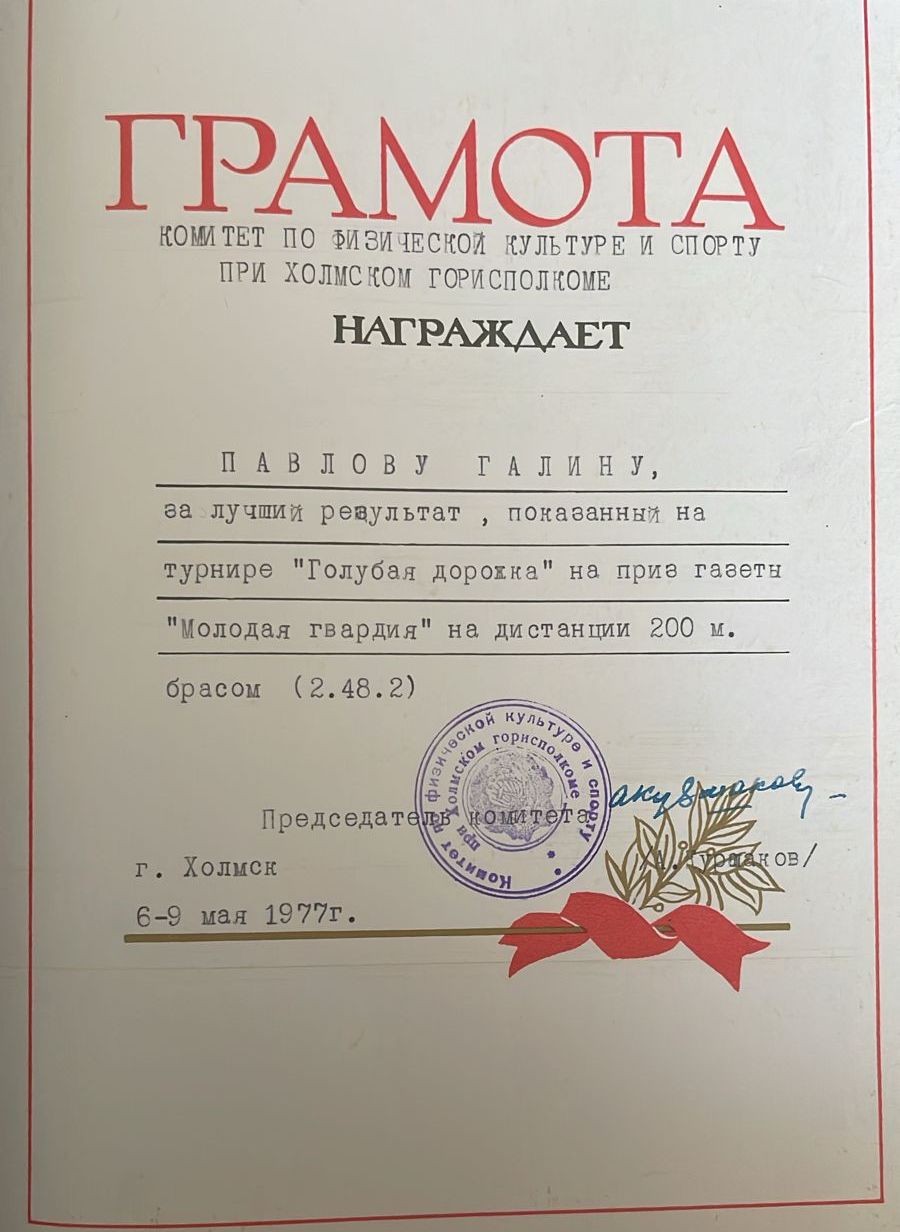 ГРАМОТА
КОМИТЕТ ПО ФИЗИЧЕСКОЙ КУЛЬТУРЕ И СПОРТУ
ПРИ ХОЛМСКОМ ГОРИСПОЛКОМЕ
НАГРАЖДАЕТ
ПАВЛОВУ ГАЛИНУ,
за лучший результат , показанный на
турнире "Голубая дорожка" на приз газеты
"Молодая гвардия" на дистанции 200 м.
брасом (2.48.2)
Комитет по физической культуре и спорту
при Холмском горисполкоме
Председатель комитета
/А. /
г. Холмск
6-9 мая 1977г.